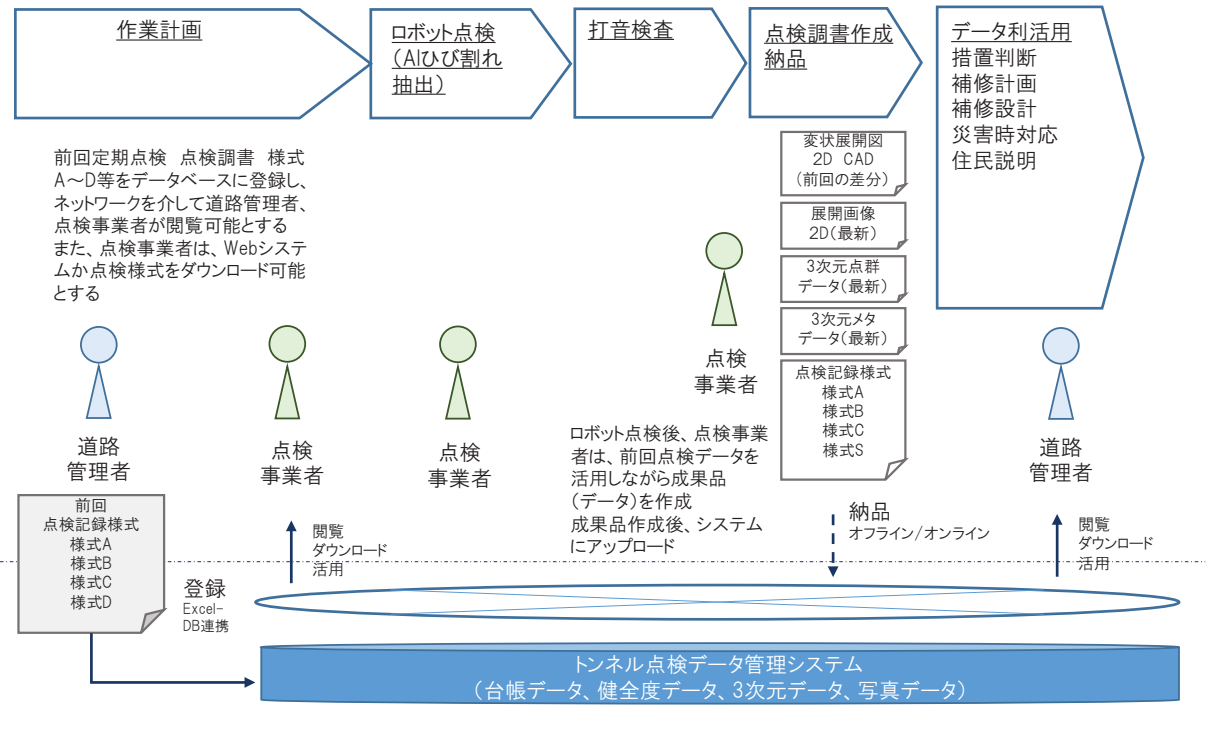 作業計画
ロボット点検
(AIひび割れ
抽出)
打音検査
点検調書作成
納品
データ利活用
措置判断
補修計画
補修設計
災害時対応
住民説明
前回定期点検　点検調書　様式
A～D等をデータベースに登録し、
ネットワークを介して道路管理者、
点検事業者が閲覧可能とする
また、点検事業者は、Webシステ
ムか点検様式をダウンロード可能
とする
変状展開図
2D　CAD
(前回の差分)
展開画像
2D(最新)
3次元点群
データ(最新)
3次元メタ
データ(最新)
点検記録様式
様式A
様式B
様式C
様式S
道路
管理者
点検
事業者
点検
事業者
点検
事業者
道路
管理者
ロボット点検後、点検事業
者は、前回点検データを
活用しながら成果品
(データ)を作成
成果品作成後、システム
にアップロード
前回
点検記録様式
様式A
様式B
様式C
様式D
登録
Excel-
DB連携
閲覧
ダウンロード
活用
納品
オフライン/オンライン
閲覧
ダウンロード
活用
トンネル点検データ管理システム
(台帳データ、健全度データ、3次元データ、写真データ)